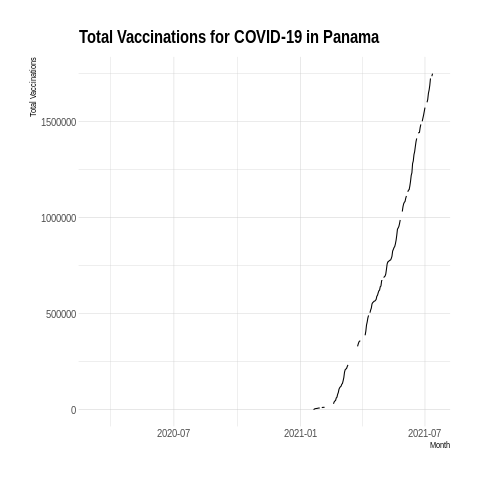 Total Vaccinations for COVID-19 in Panama
Total Vaccinations
1500000
1000000
500000
0
2020-07 2021-01 2021-07
Month